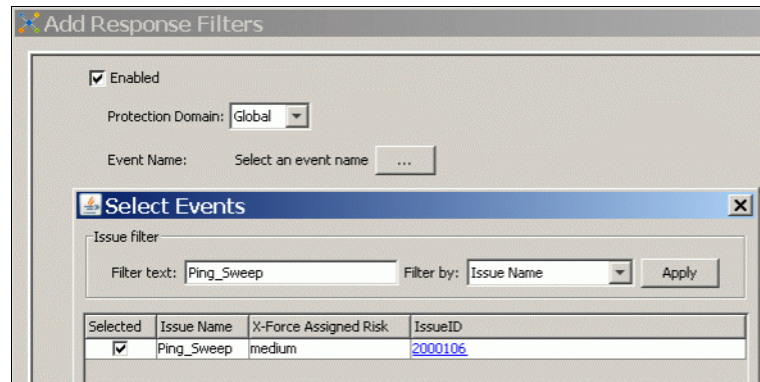 Add Response Filters
Enabled
Protection Domain: Global
Event Name: Select an event name ...
Select Events
Issue filter
Filter text: Ping_Sweep Filter by: Issue Name Apply
Selected Issue Name X-Force Assigned Risk IssueID
Ping_Sweep medium 2000106